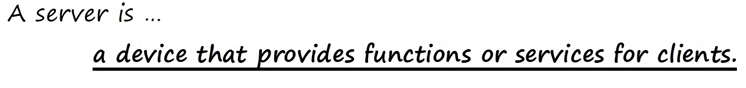 A server is ...
a device that provides functions or services for clients.